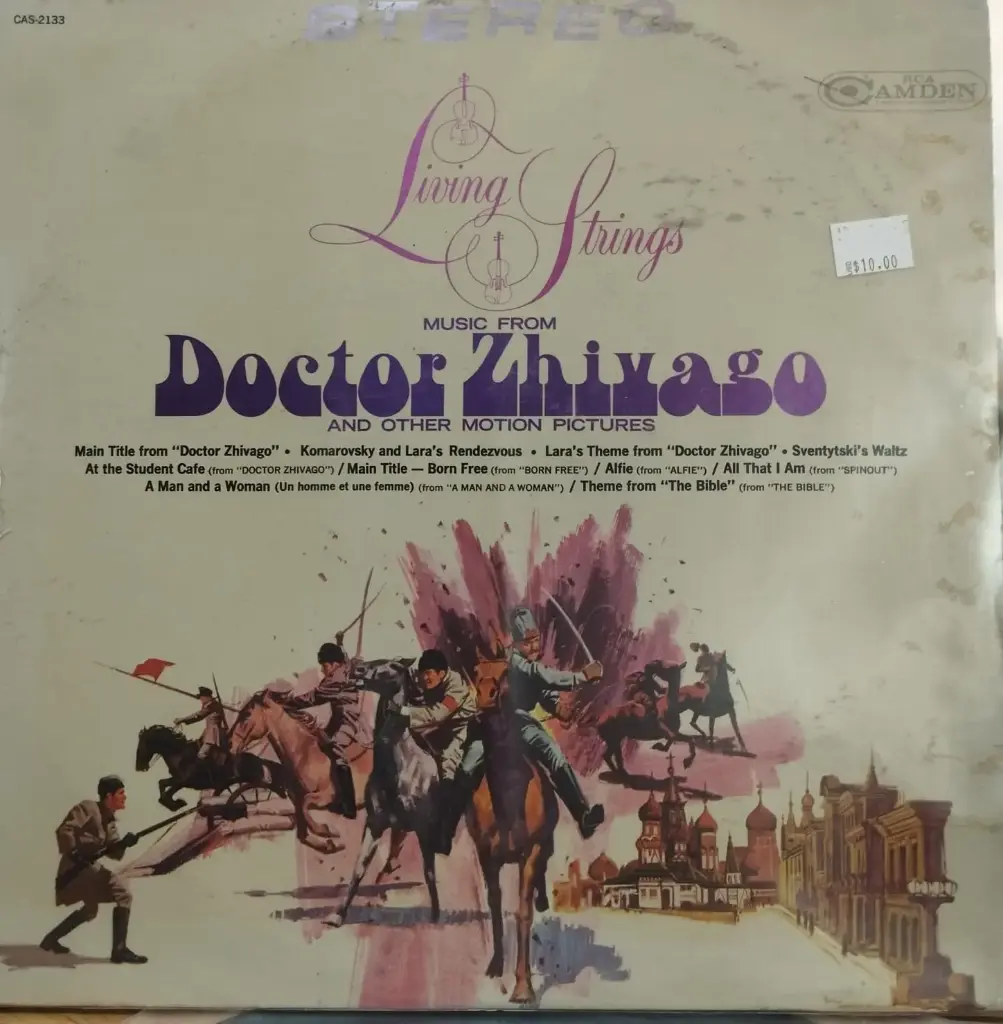 CAS-2133
STEREO
RCA
CAMDEN
Living Strings
$10.00
MUSIC FROM
Doctor Zhivago
AND OTHER MOTION PICTURES
Main Title from “Doctor Zhivago” • Komarovsky and Lara's Rendezvous • Lara's Theme from “Doctor Zhivago” • Sventytski's Waltz
At the Student Cafe (from “DOCTOR ZHIVAGO”) / Main Title — Born Free (from “BORN FREE”) / Alfie (from “ALFIE”) / All That I Am (from “SPINOUT”)
A Man and a Woman (Un homme et une femme) (from “A MAN AND A WOMAN”) / Theme from “The Bible” (from “THE BIBLE”)